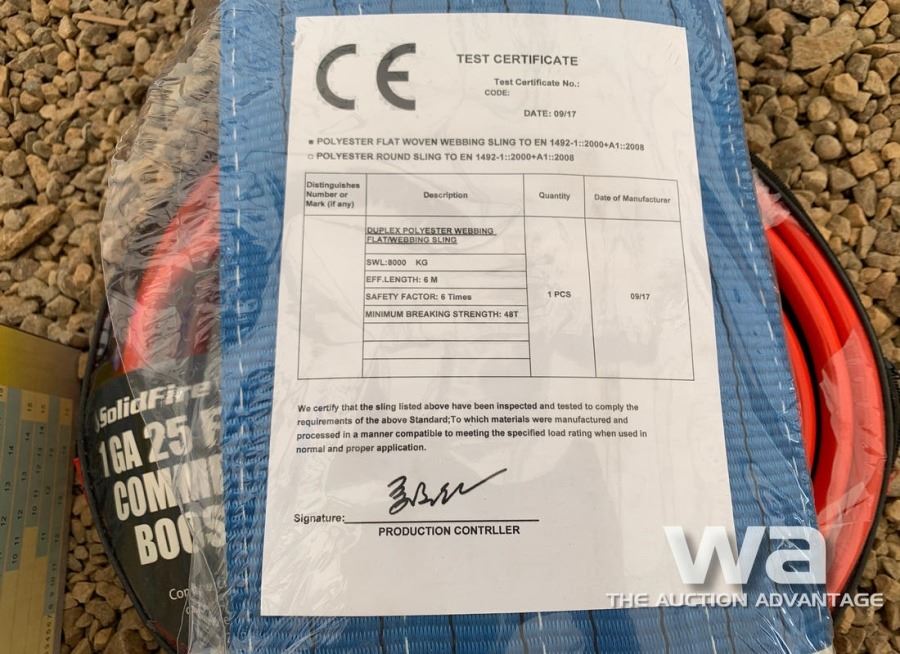 CE
TEST CERTIFICATE
Test Certificate No.:
CODE:
DATE: 09/17
■ POLYESTER FLAT WOVEN WEBBING SLING TO EN 1492-1::2000+A1::2008
□ POLYESTER ROUND SLING TO EN 1492-1::2000+A1::2008
Distinguishes
Number or
Mark (if any)
Description
Quantity
Date of Manufacturer
DUPLEX POLYESTER WEBBING
FLAT/WEBBING SLING
SWL:8000 KG
EFF.LENGTH: 6 M
SAFETY FACTOR: 6 Times
MINIMUM BREAKING STRENGTH: 48T
1 PCS
09/17
We certify that the sling listed above have been inspected and tested to comply the
requirements of the above Standard;To which materials were manufactured and
processed in a manner compatible to meeting the specified load rating when used in
normal and proper application.
Signature:
PRODUCTION CONTRLLER
SolidFire
1GA 25
COMM
BOOS
wa
THE AUCTION ADVANTAGE